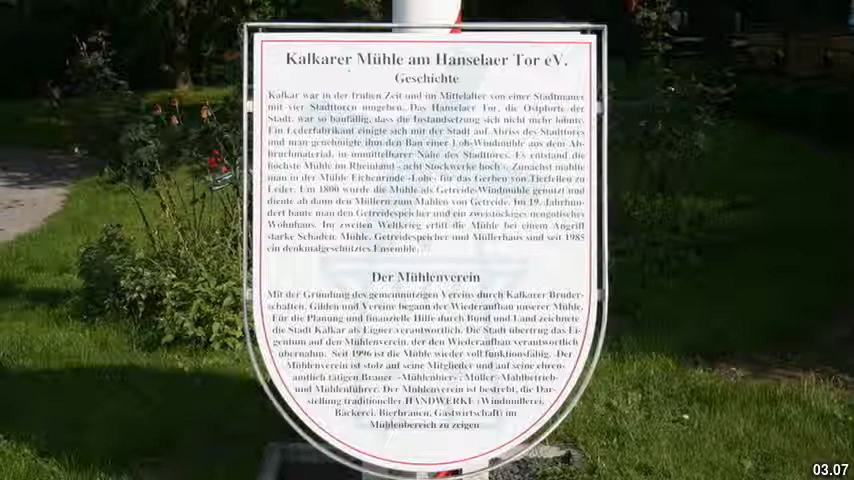 Kalkarer Mühle am Hanselaer Tor eV.
Geschichte
Kalkar war in der frühen Zeit und im Mittelalter von einer Stadtmauer
mit vier Stadttoren umgeben. Das Hanselaer Tor, die Ostpforte der
Stadt, war so baufällig, dass die Instandsetzung sich nicht mehr lohnte.
Ein Lederfabrikant einigte sich mit der Stadt auf Abriss des Stadttores
und man genehmigte ihm den Bau einer Loh-Windmühle aus dem Ab-
bruchmaterial, in unmittelbarer Nähe des Stadttores. Es entstand die
höchste Mühle im Rheinland - acht Stockwerke hoch -. Zunächst mahlte
man in der Mühle Eichenrinde -Lohe- für das Gerben von Tierfellen zu
Leder. Um 1800 wurde die Mühle als Getreide-Windmühle genutzt und
diente ab dann den Müllern zum Mahlen von Getreide. Im 19. Jahrhun-
dert baute man den Getreidespeicher und ein zweistöckiges neugotisches
Wohnhaus. Im zweiten Weltkrieg erlitt die Mühle bei einem Angriff
starke Schäden. Mühle, Getreidespeicher und Müllerhaus sind seit 1985
ein denkmalgeschütztes Ensemble.
Der Mühlenverein
Mit der Gründung des gemeinnützigen Vereins durch Kalkarer Bruder-
schaften, Gilden und Vereine begann der Wiederaufbau unserer Mühle.
Für die Planung und finanzielle Hilfe durch Bund und Land zeichnete
die Stadt Kalkar als Eigner verantwortlich. Die Stadt übertrug das Ei-
gentum auf den Mühlenverein, der den Wiederaufbau verantwortlich
übernahm. Seit 1996 ist die Mühle wieder voll funktionsfähig. Der
Mühlenverein ist stolz auf seine Mitglieder und auf seine ehren-
amtlich tätigen Brauer -Mühlenbier-, Müller -Mahlbetrieb-
und Mühlenführer. Der Mühlenverein ist bestrebt, die Dar-
stellung traditioneller HANDWERKE (Windmüllerei,
Bäckerei, Bierbrauen, Gastwirtschaft) im
Mühlenbereich zu zeigen
03.07